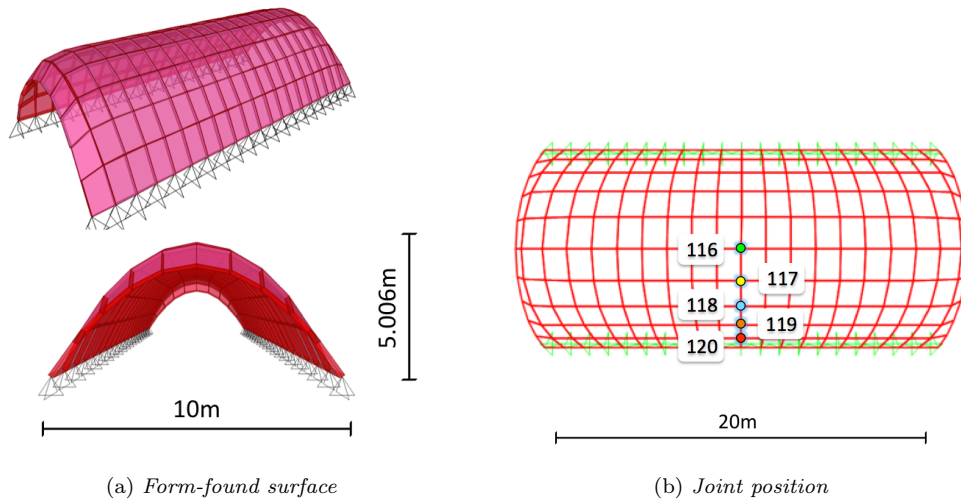 5.006m
10m
116
117
118
119
120
20m
(a) Form-found surface
(b) Joint position